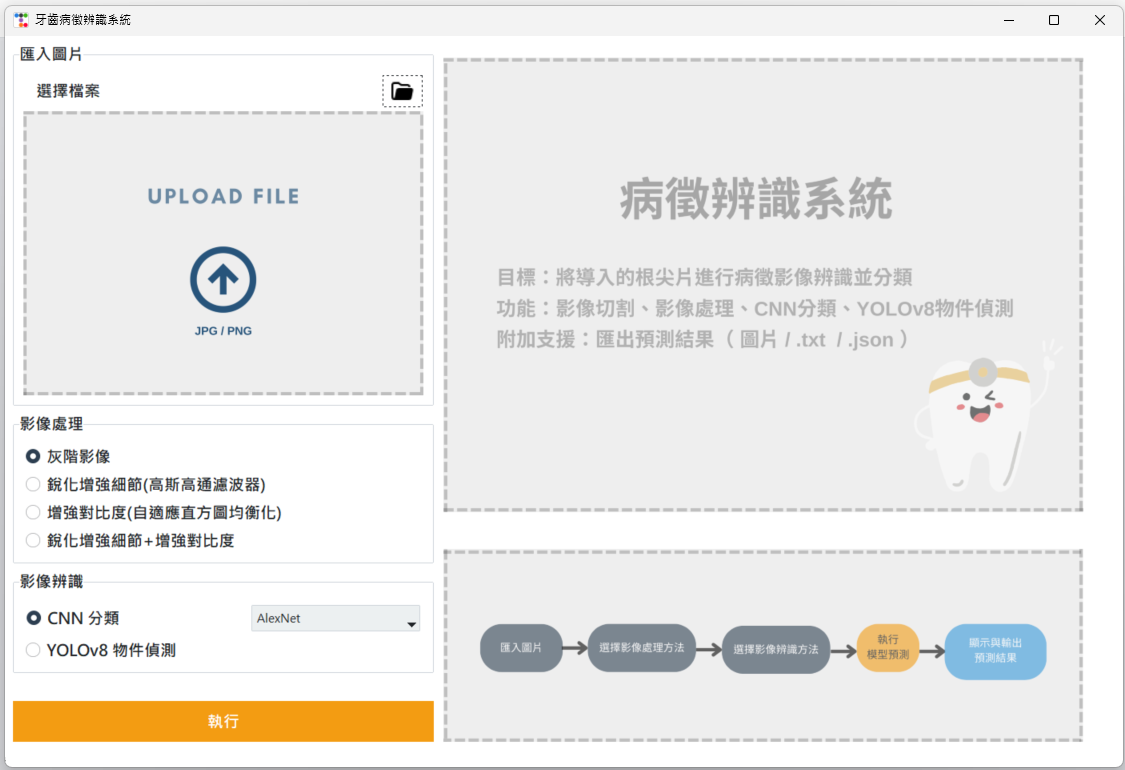 牙齒病徵辨識系統
匯入圖片
選擇檔案
UPLOAD FILE
JPG / PNG
影像處理
灰階影像
銳化增強細節(高斯高通濾波器)
增強對比度(自適應直方圖均衡化)
銳化增強細節+增強對比度
影像辨識
CNN 分類
AlexNet
YOLOv8 物件偵測
執行
病徵辨識系統
目標：將導入的根尖片進行病徵影像辨識並分類
功能：影像切割、影像處理、CNN分類、YOLOv8物件偵測
附加支援：匯出預測結果（ 圖片 / .txt / .json ）
匯入圖片
選擇影像處理方法
選擇影像辨識方法
執行
模型預測
顯示與輸出
預測結果